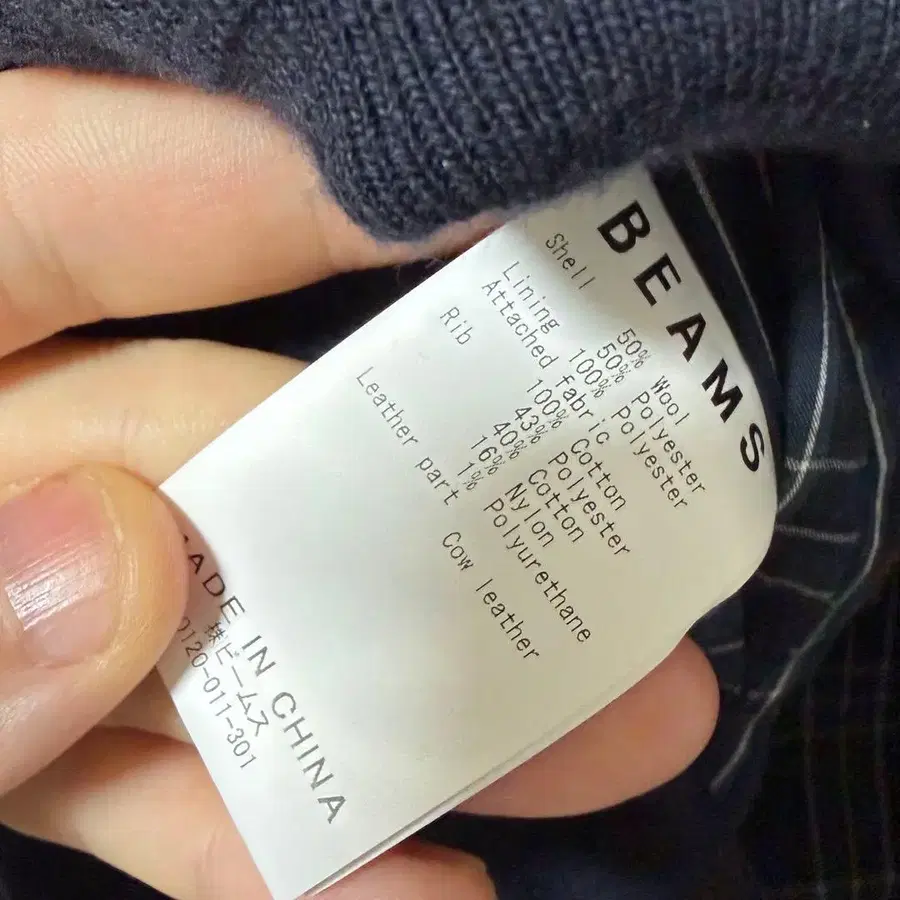 BEAMS
Shell
50% Wool
50% Polyester
Lining
100% Polyester
Attached fabric
100% Cotton
Rib
43% Polyester
40% Cotton
16% Nylon
1% Polyurethane
Leather part
Cow leather
MADE IN CHINA
㈱ビームス
0120-011-301